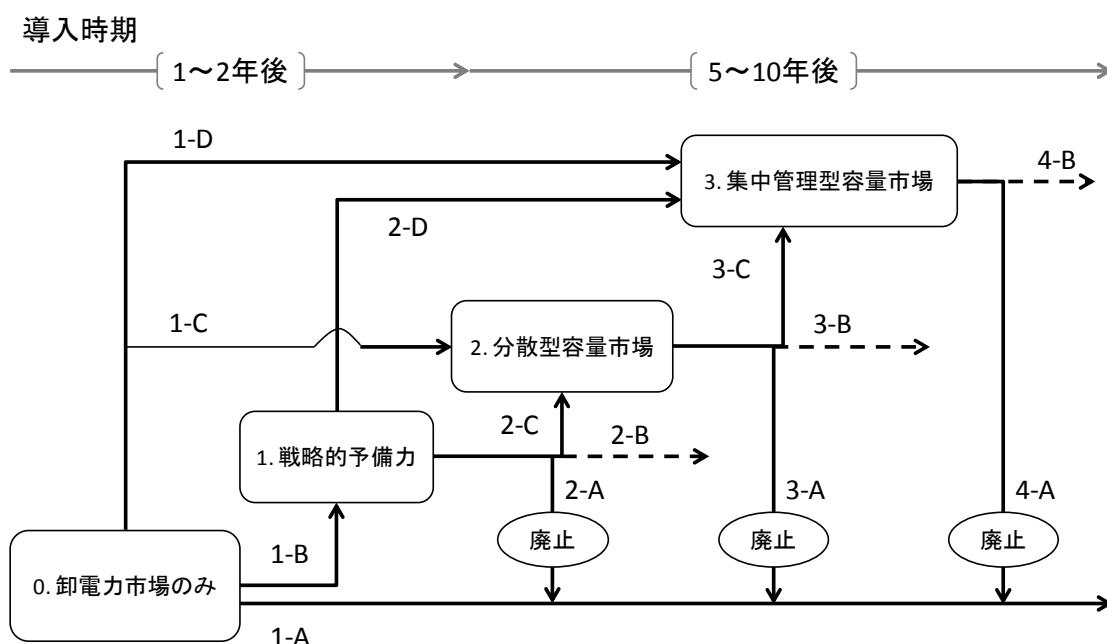 導入時期
1～2年後
5～10年後
1-D
4-B
3. 集中管理型容量市場
2-D
3-C
1-C
3-B
2. 分散型容量市場
2-C
2-B
1. 戦略的予備力
2-A
3-A
4-A
廃止
廃止
廃止
1-B
0. 卸電力市場のみ
1-A